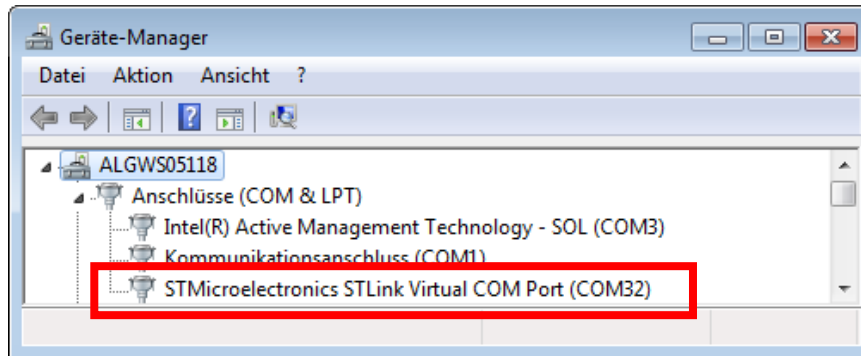 Geräte-Manager
Datei Aktion Ansicht ?
ALGWS05118
Anschlüsse (COM & LPT)
Intel(R) Active Management Technology - SOL (COM3)
Kommunikationsanschluss (COM1)
STMicroelectronics STLink Virtual COM Port (COM32)